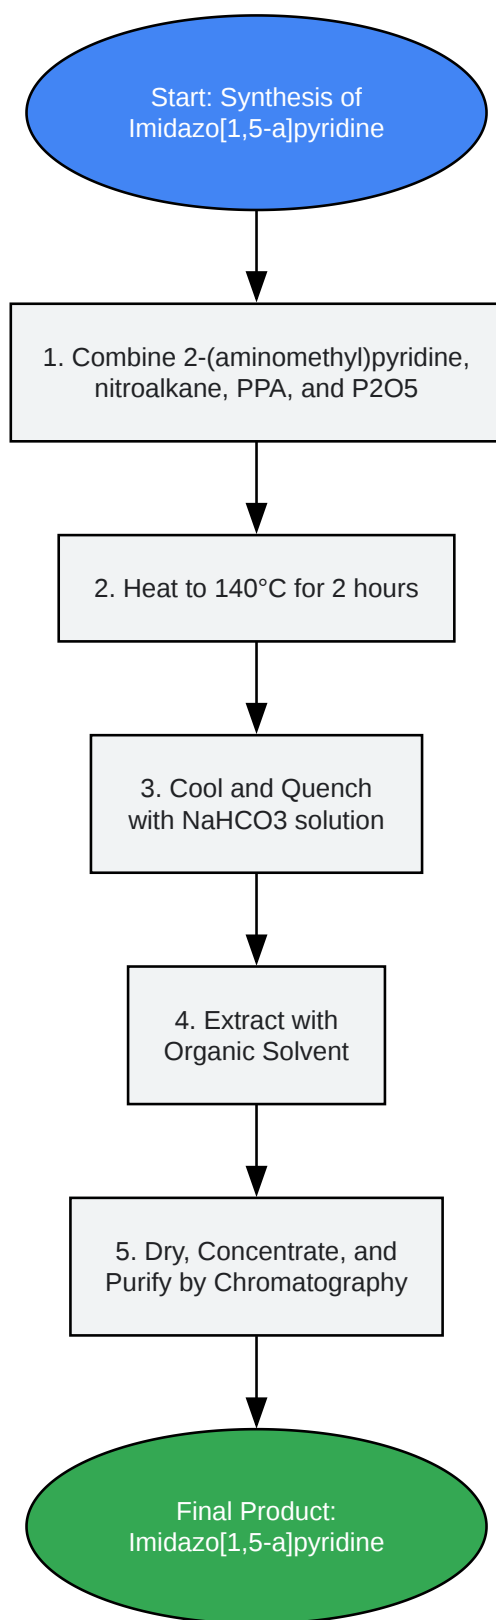 Start: Synthesis of
Imidazo[1,5-a]pyridine
1. Combine 2-(aminomethyl)pyridine,
nitroalkane, PPA, and P2O5
2. Heat to 140°C for 2 hours
3. Cool and Quench
with NaHCO3 solution
4. Extract with
Organic Solvent
5. Dry, Concentrate, and
Purify by Chromatography
Final Product:
Imidazo[1,5-a]pyridine